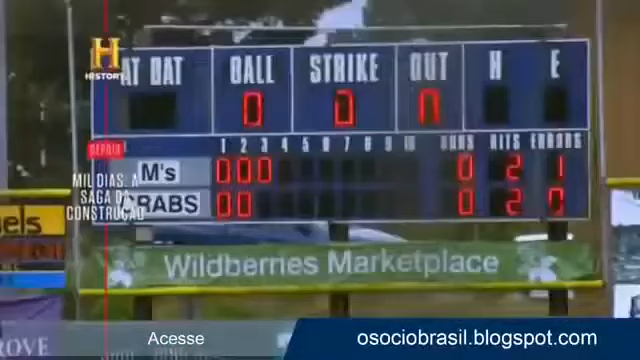 H
HISTORY
AT BAT BALL STRIKE OUT H E
0 0 0
DEPOIS
1 2 3 4 5 6 7 8 9 10 RUNS HITS ERRORS
M's 0 0 0 0 2 1
CRABS 0 0 0 2 0
MIL DIAS. A
SAGA DA
CONSTRUÇÃO
Wildberries Marketplace
Acesse
osociobrasil.blogspot.com